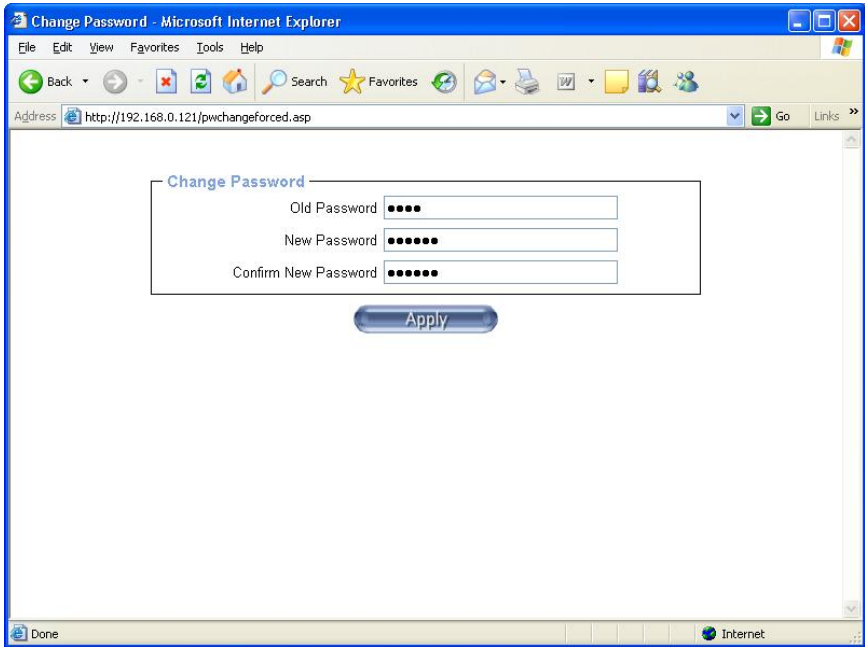 Change Password - Microsoft Internet Explorer
File Edit View Favorites Tools Help
Back Search Favorites W
Address http://192.168.0.121/pwchangeforced.asp Go Links »
Change Password
Old Password ••••
New Password ••••••
Confirm New Password ••••••
Apply
Done Internet